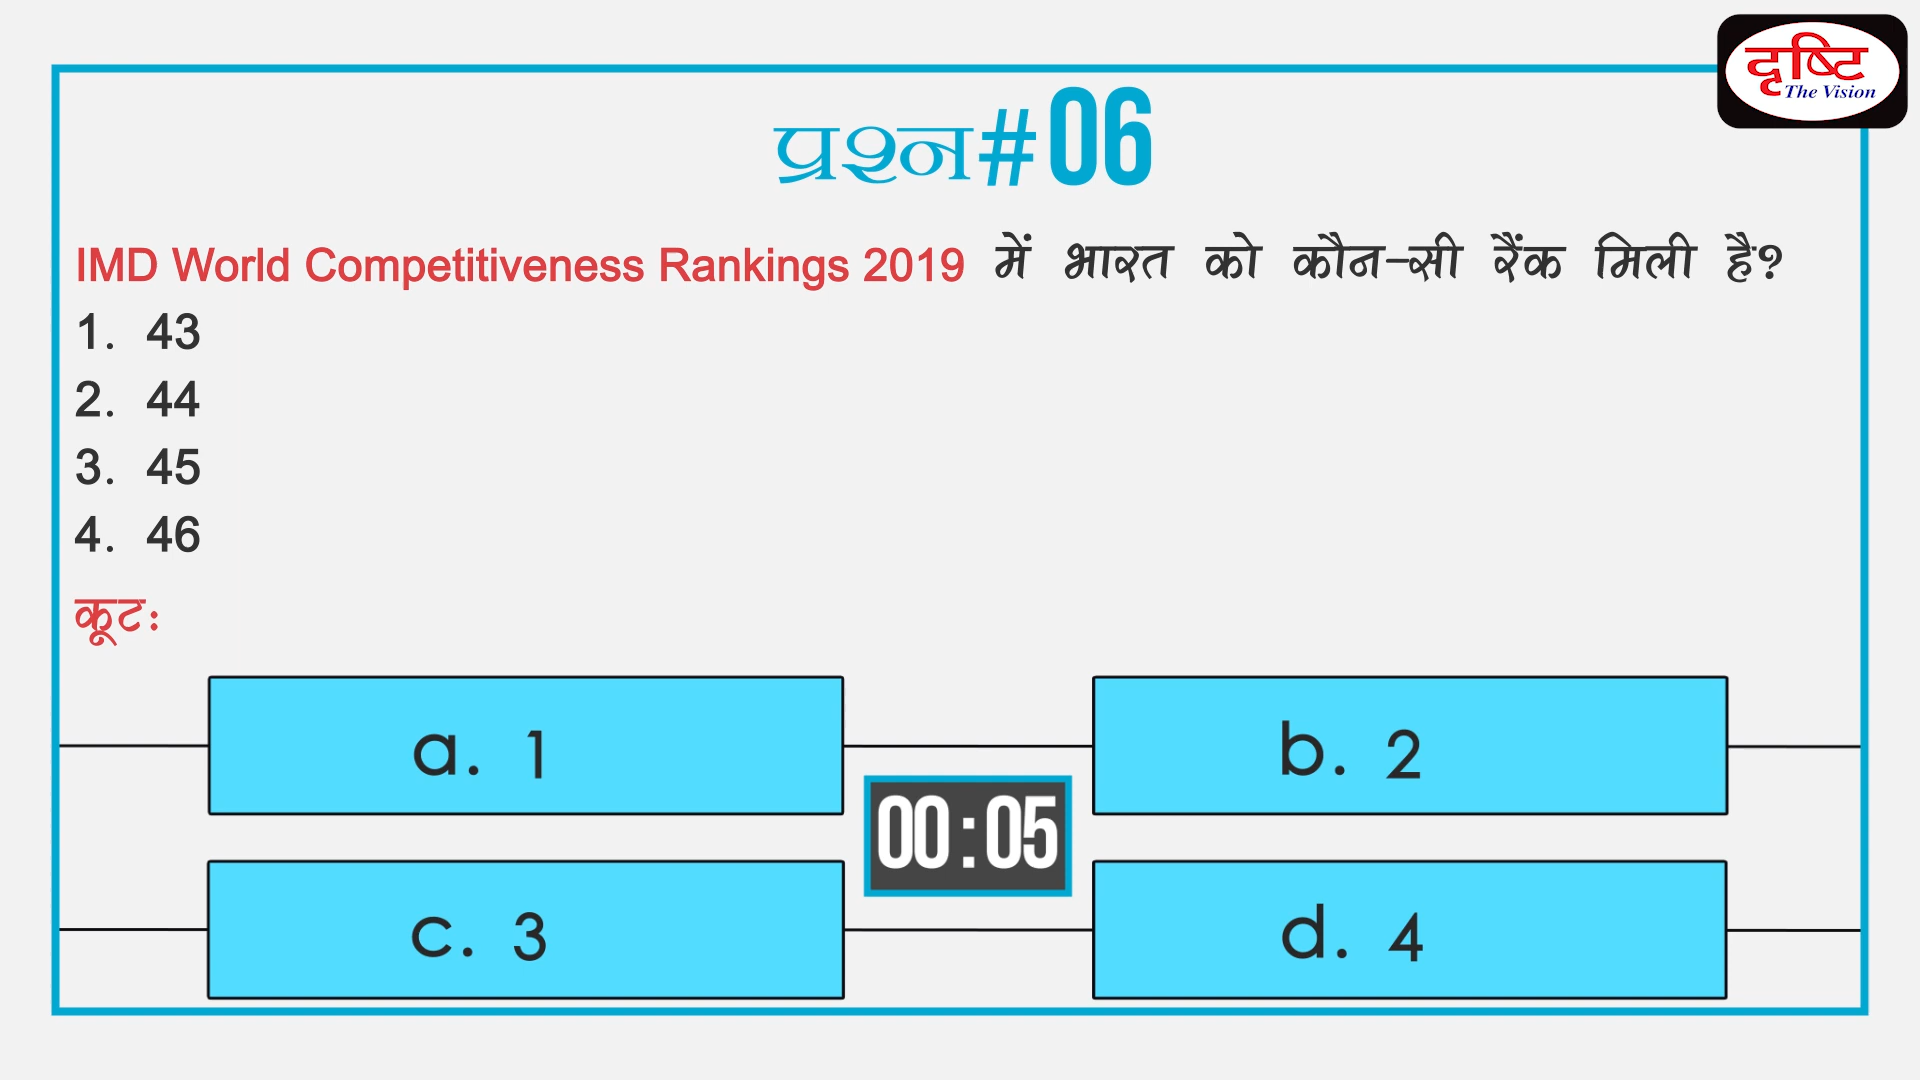 दृष्टि
The Vision
प्रश्न#06
IMD World Competitiveness Rankings 2019 में भारत को कौन-सी रैंक मिली है?
1. 43
2. 44
3. 45
4. 46
कूटः
a. 1
b. 2
00:05
c. 3
d. 4